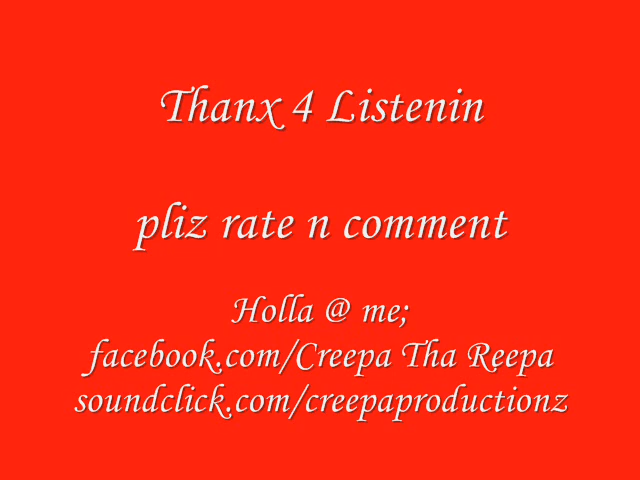 Thanx 4 Listenin
pliz rate n comment
Holla @ me;
facebook.com/Creepa Tha Reepa
soundclick.com/creepaproductionz